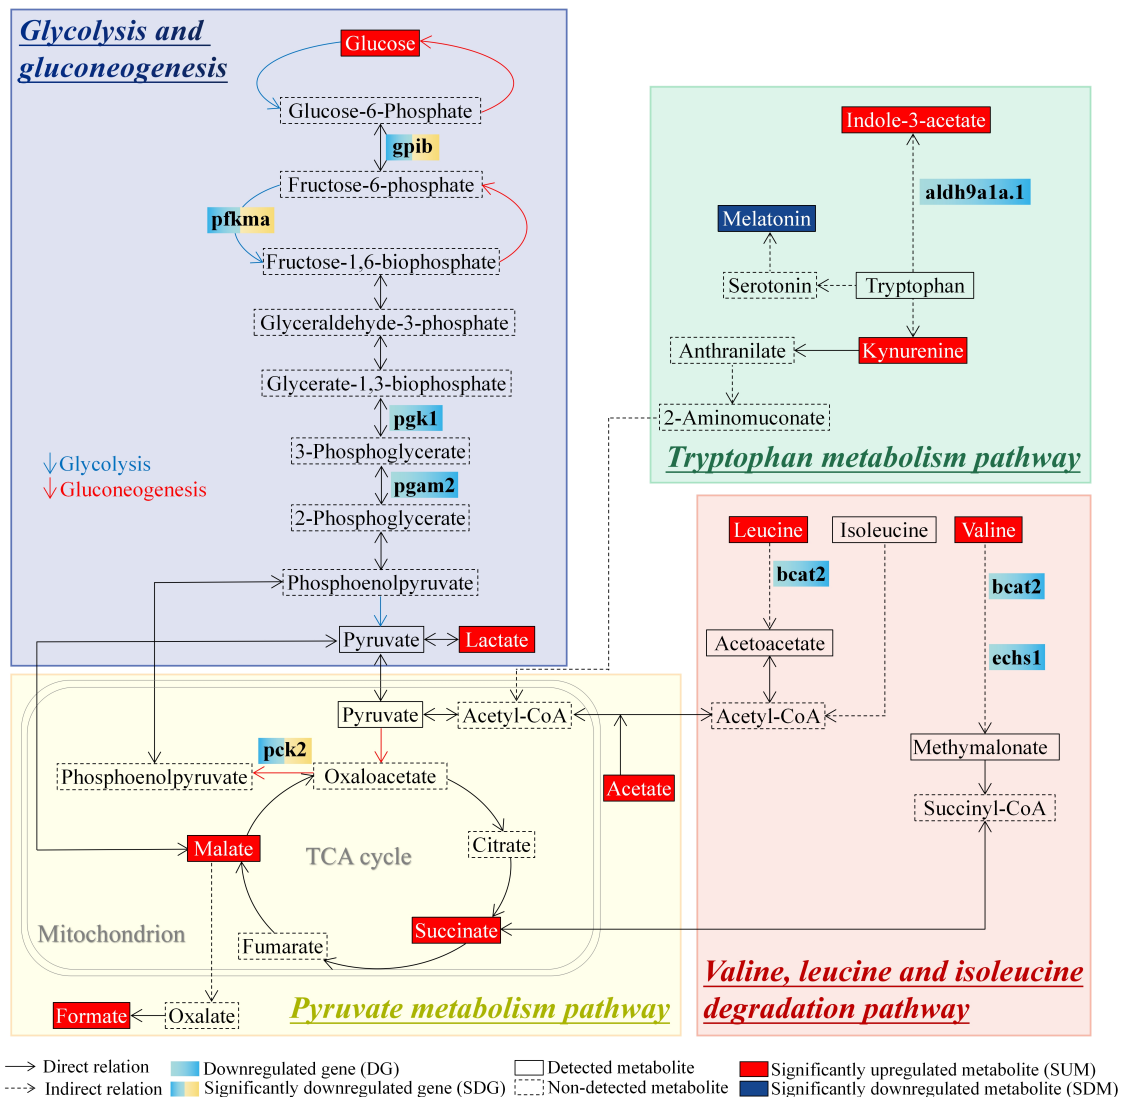 Glycolysis and
gluconeogenesis
Glucose
Glucose-6-Phosphate
gpib
Fructose-6-phosphate
pfkma
Fructose-1,6-biophosphate
Glyceraldehyde-3-phosphate
Glycerate-1,3-biophosphate
pgk1
3-Phosphoglycerate
Glycolysis
Gluconeogenesis
pgam2
2-Phosphoglycerate
Phosphoenolpyruvate
Pyruvate
Lactate
Indole-3-acetate
aldh9a1a.1
Melatonin
Serotonin
Tryptophan
Anthranilate
Kynurenine
2-Aminomuconate
Tryptophan metabolism pathway
Leucine
Isoleucine
Valine
bcat2
bcat2
Acetoacetate
echs1
Acetyl-CoA
Methymalonate
Succinyl-CoA
Valine, leucine and isoleucine
degradation pathway
Pyruvate
Acetyl-CoA
pck2
Phosphoenolpyruvate
Oxaloacetate
Acetate
Malate
TCA cycle
Citrate
Mitochondrion
Fumarate
Succinate
Formate
Oxalate
Pyruvate metabolism pathway
Direct relation
Indirect relation
Downregulated gene (DG)
Significantly downregulated gene (SDG)
Detected metabolite
Non-detected metabolite
Significantly upregulated metabolite (SUM)
Significantly downregulated metabolite (SDM)